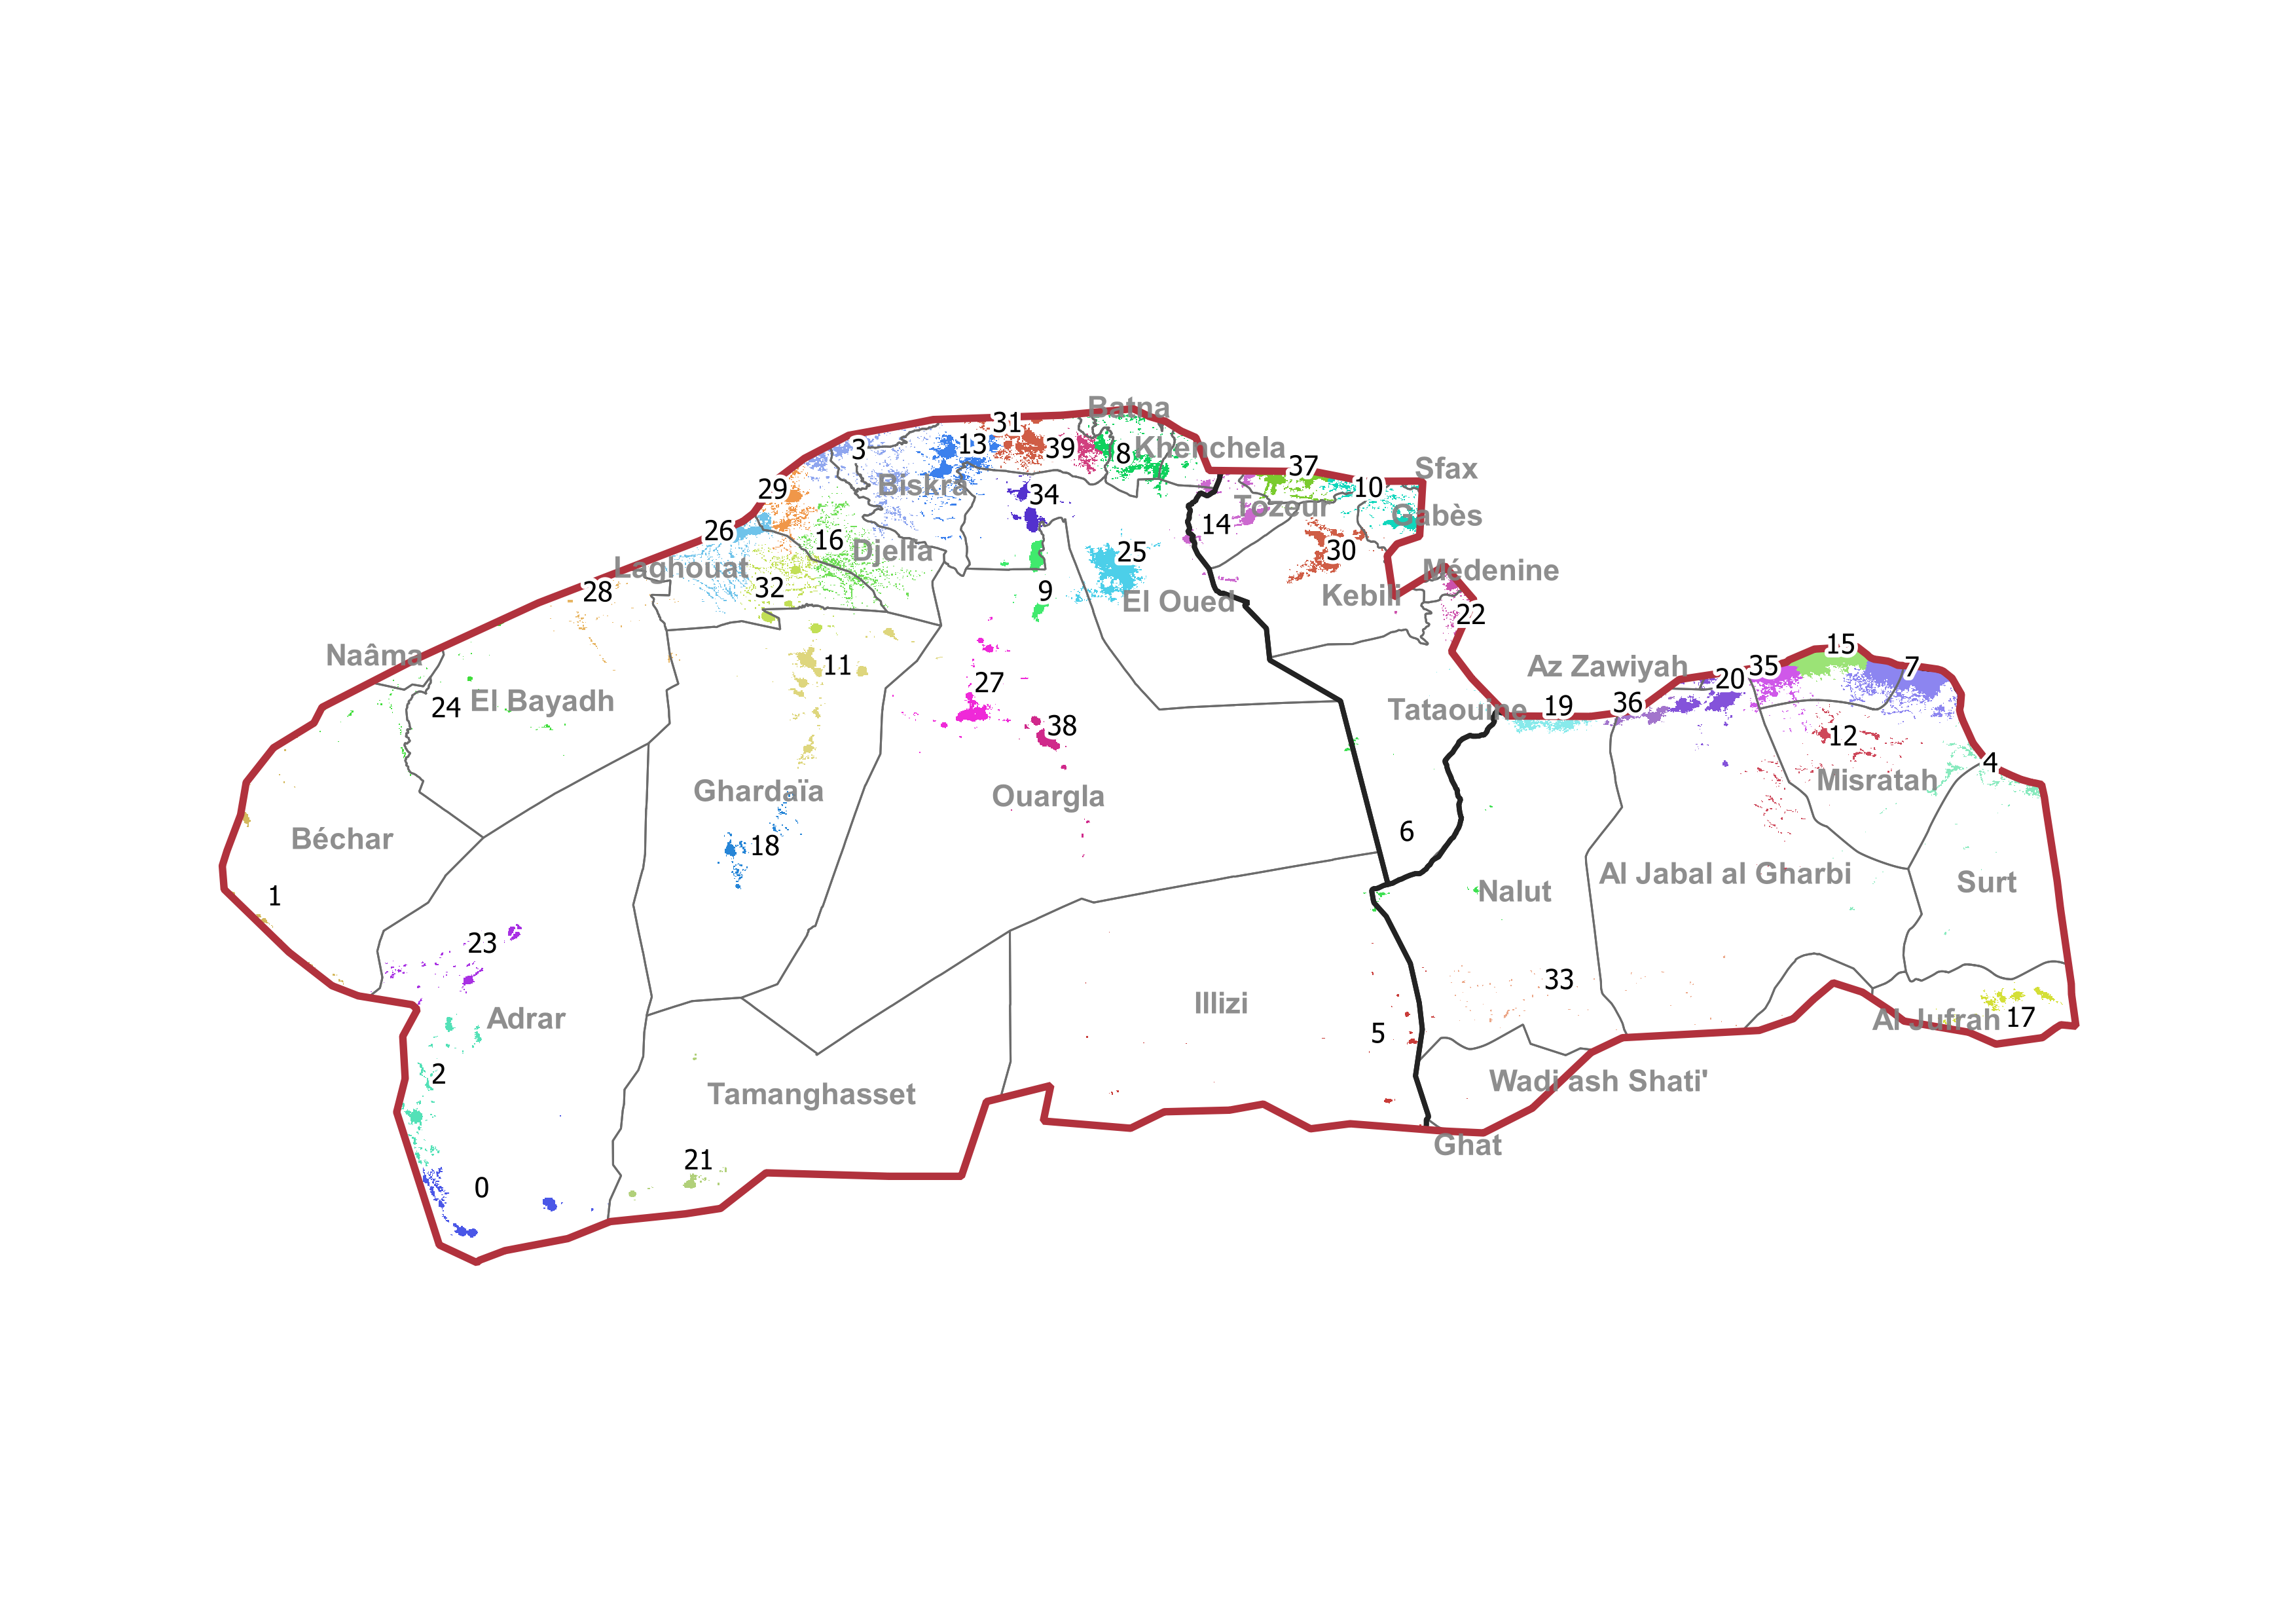 Batna
31
3
13
39
8
Khenchela
37
Sfax
29
Biskra
34
10
Tozeur
Gabès
26
16
14
Djelfa
25
30
Laghouat
Médenine
28
32
9
El Oued
Kebili
22
Naâma
11
Az Zawiyah
15
35
7
24
El Bayadh
27
20
Tataouine
19
36
38
12
4
Ghardaïa
Ouargla
Misratah
Béchar
18
6
Al Jabal al Gharbi
Surt
1
Nalut
23
33
Adrar
Illizi
5
Al Jufrah
17
2
Tamanghasset
Wadi ash Shati'
21
Ghat
0